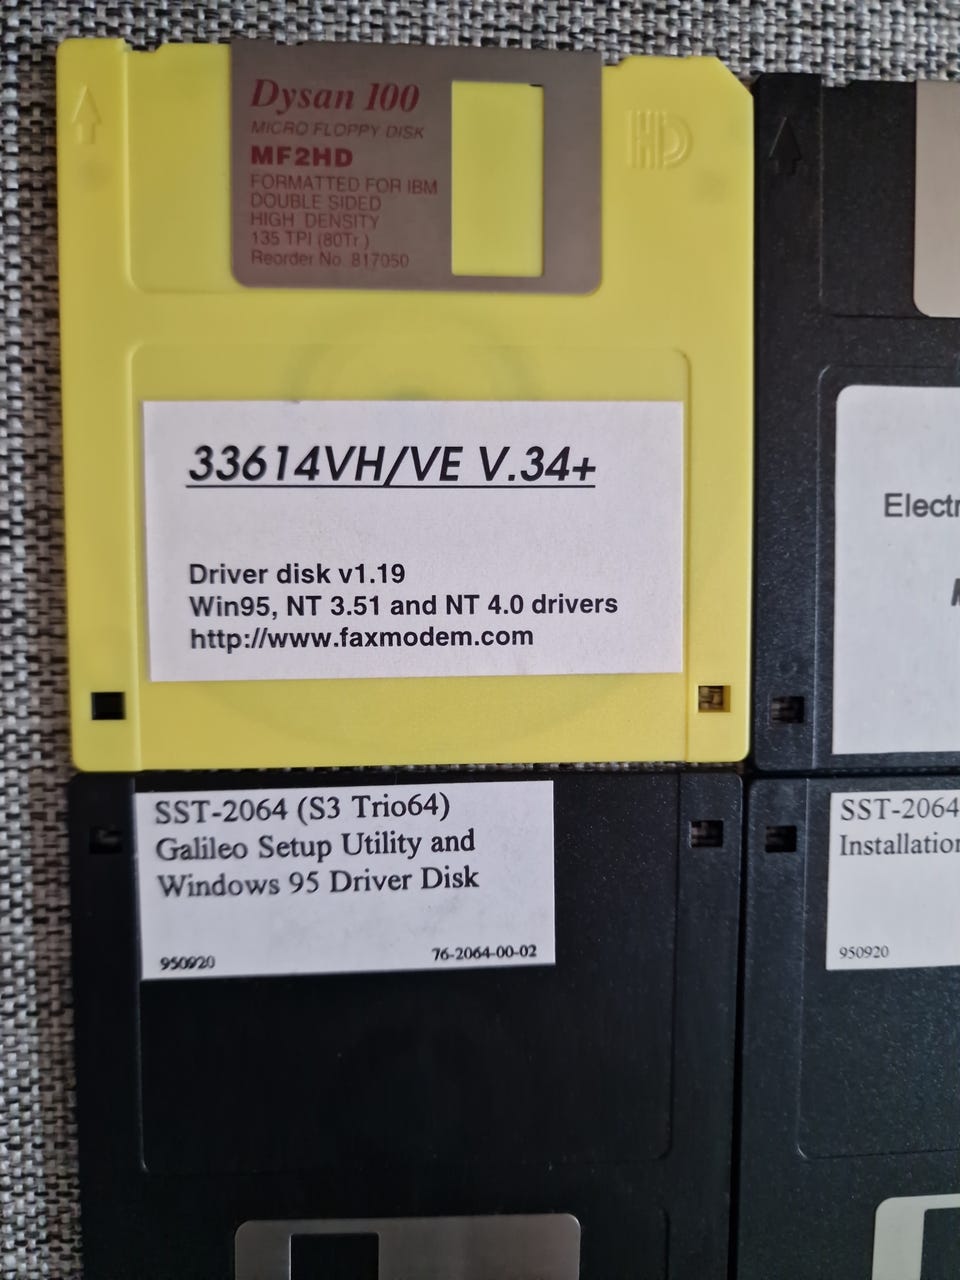 Dysan 100
MICRO FLOPPY DISK
MF2HD
FORMATTED FOR IBM
DOUBLE SIDED
HIGH DENSITY
135 TPI (80Tr.)
Reorder No. 817050
HD
33614VH/VE V.34+
Driver disk v1.19
Win95, NT 3.51 and NT 4.0 drivers
http://www.faxmodem.com
Electr
SST-2064 (S3 Trio64)
Galileo Setup Utility and
Windows 95 Driver Disk
950920 76-2064-00-02
SST-2064
Installation
950920